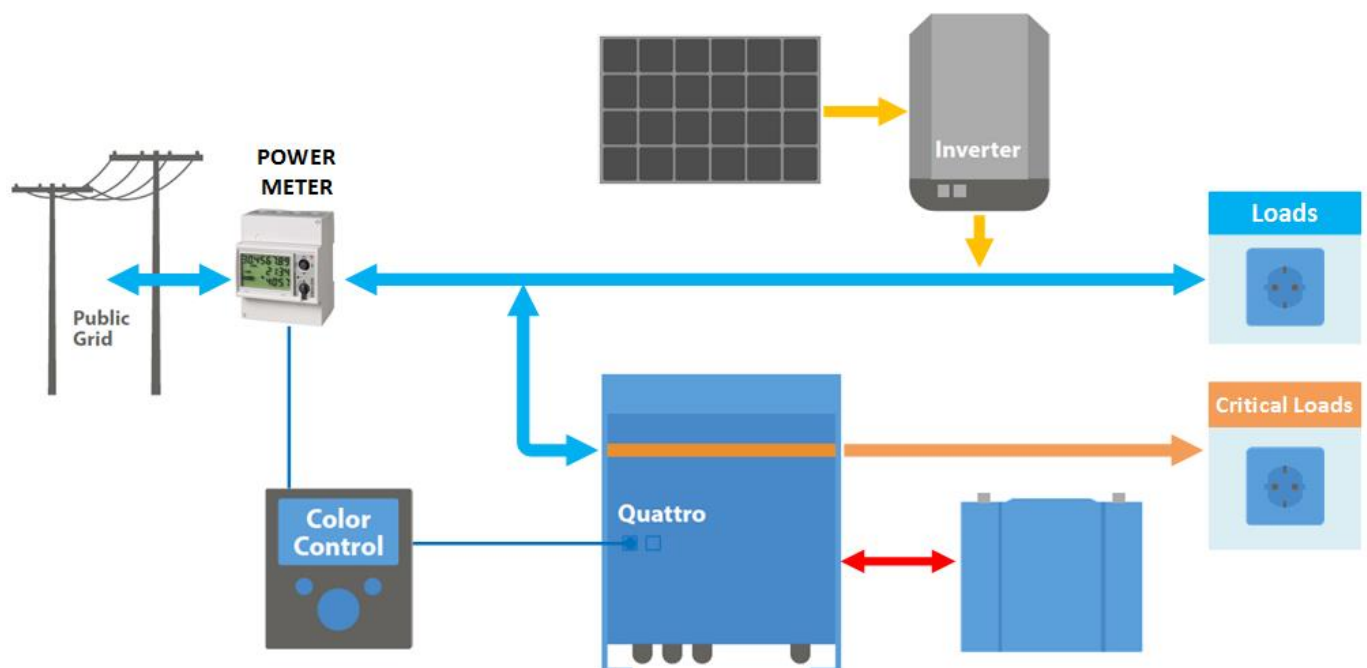 POWER
METER
Inverter
Loads
Public
Grid
Critical Loads
Color
Control
Quattro